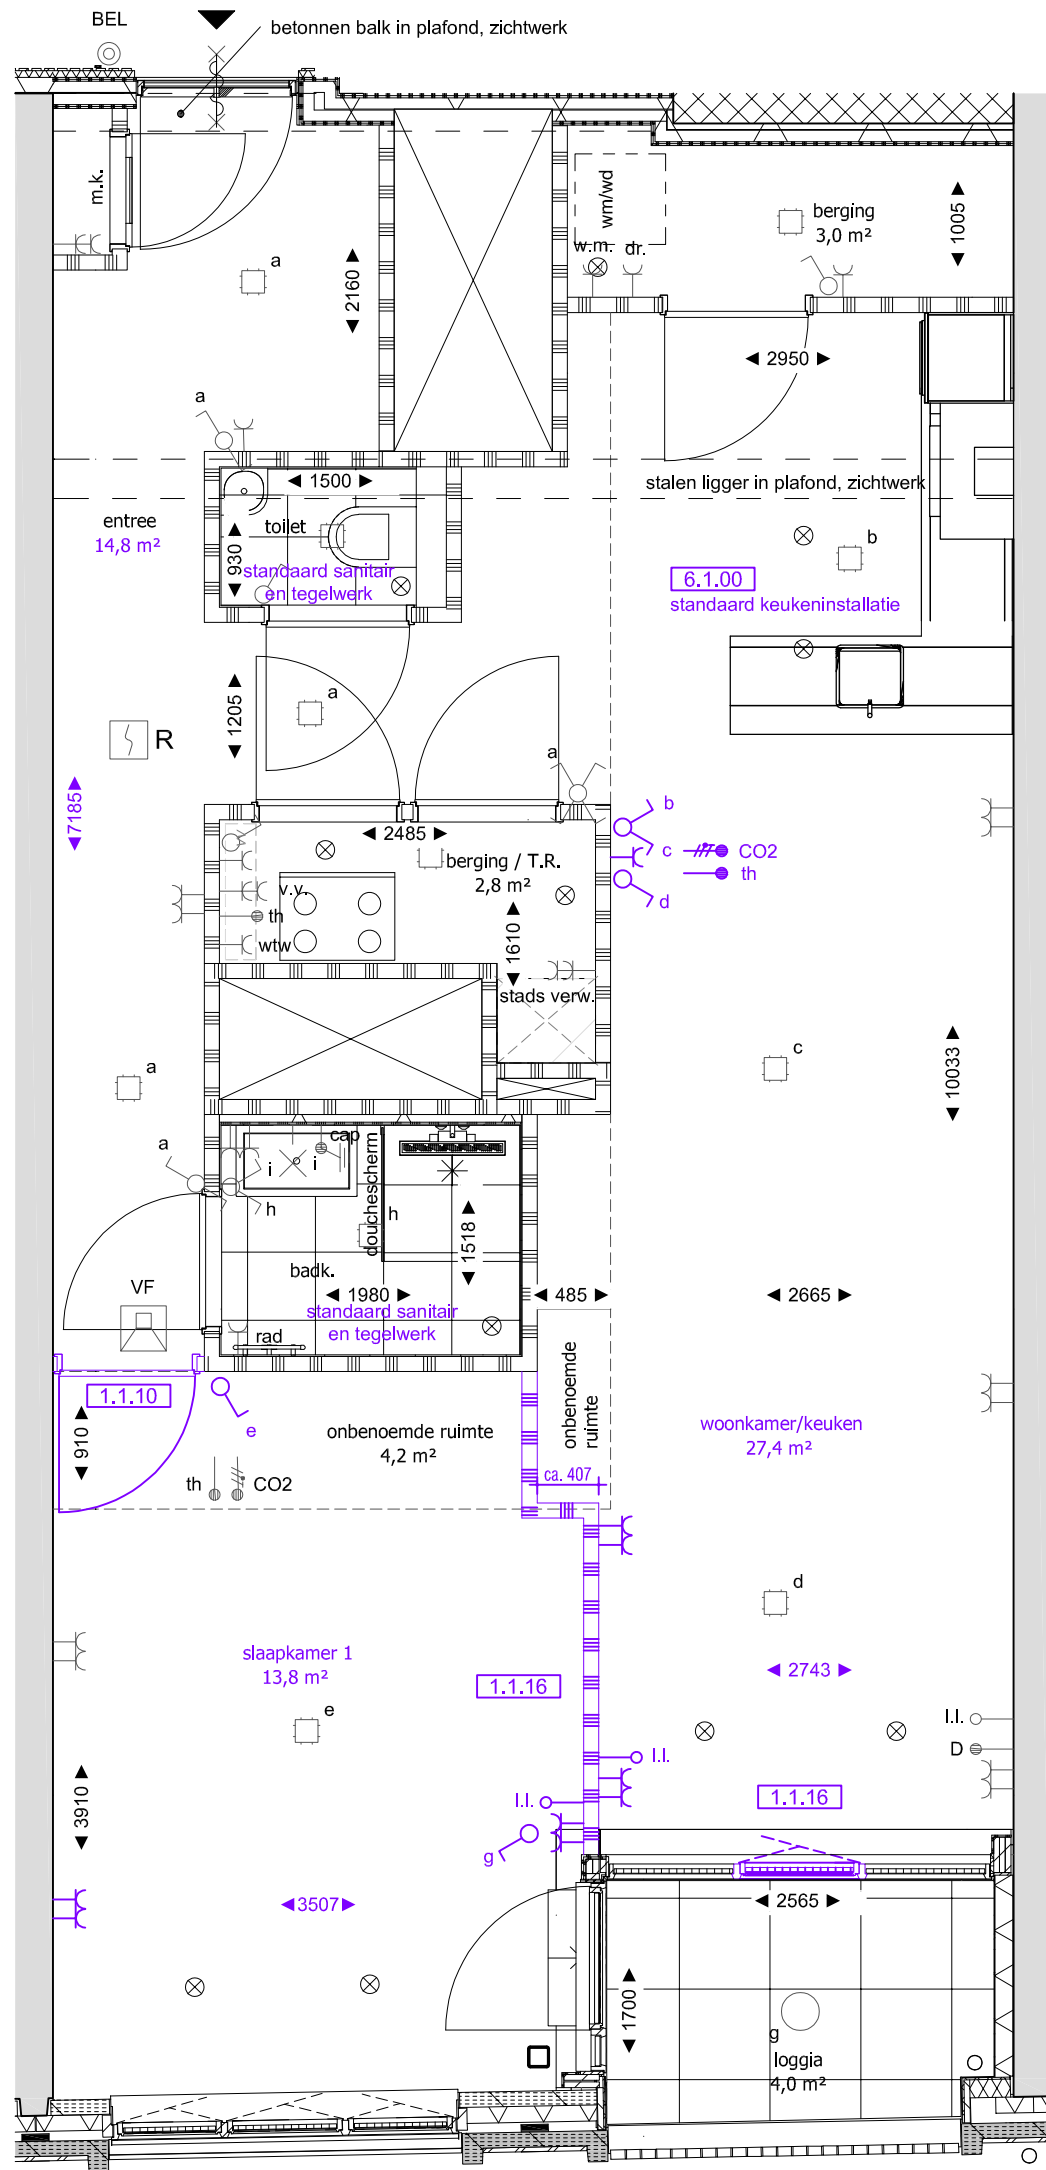 BEL
betonnen balk in plafond, zichtwerk
m.k.
wm/wd
w.m.
dr.
berging
3,0 m²
1005
a
2160
2950
a
1500
stalen ligger in plafond, zichtwerk
entree
14,8 m²
toilet
930
standaard sanitair
en tegelwerk
b
6.1.00
standaard keukeninstallatie
a
1205
R
a
7185
b
2485
c
CO2
berging / T.R.
2,8 m²
th
v.v.
d
th
wtw
1610
stads verw.
c
10033
a
a
cap
i
i
douchescherm
h
h
1518
badk.
VF
1980
485
2665
standaard sanitair
en tegelwerk
rad
1.1.10
onbenoemde
ruimte
910
e
onbenoemde ruimte
4,2 m²
woonkamer/keuken
27,4 m²
th
CO2
ca. 407
d
slaapkamer 1
13,8 m²
2743
1.1.16
e
l.l.
D
l.l.
3910
l.l.
1.1.16
g
3507
2565
1700
g
loggia
4,0 m²